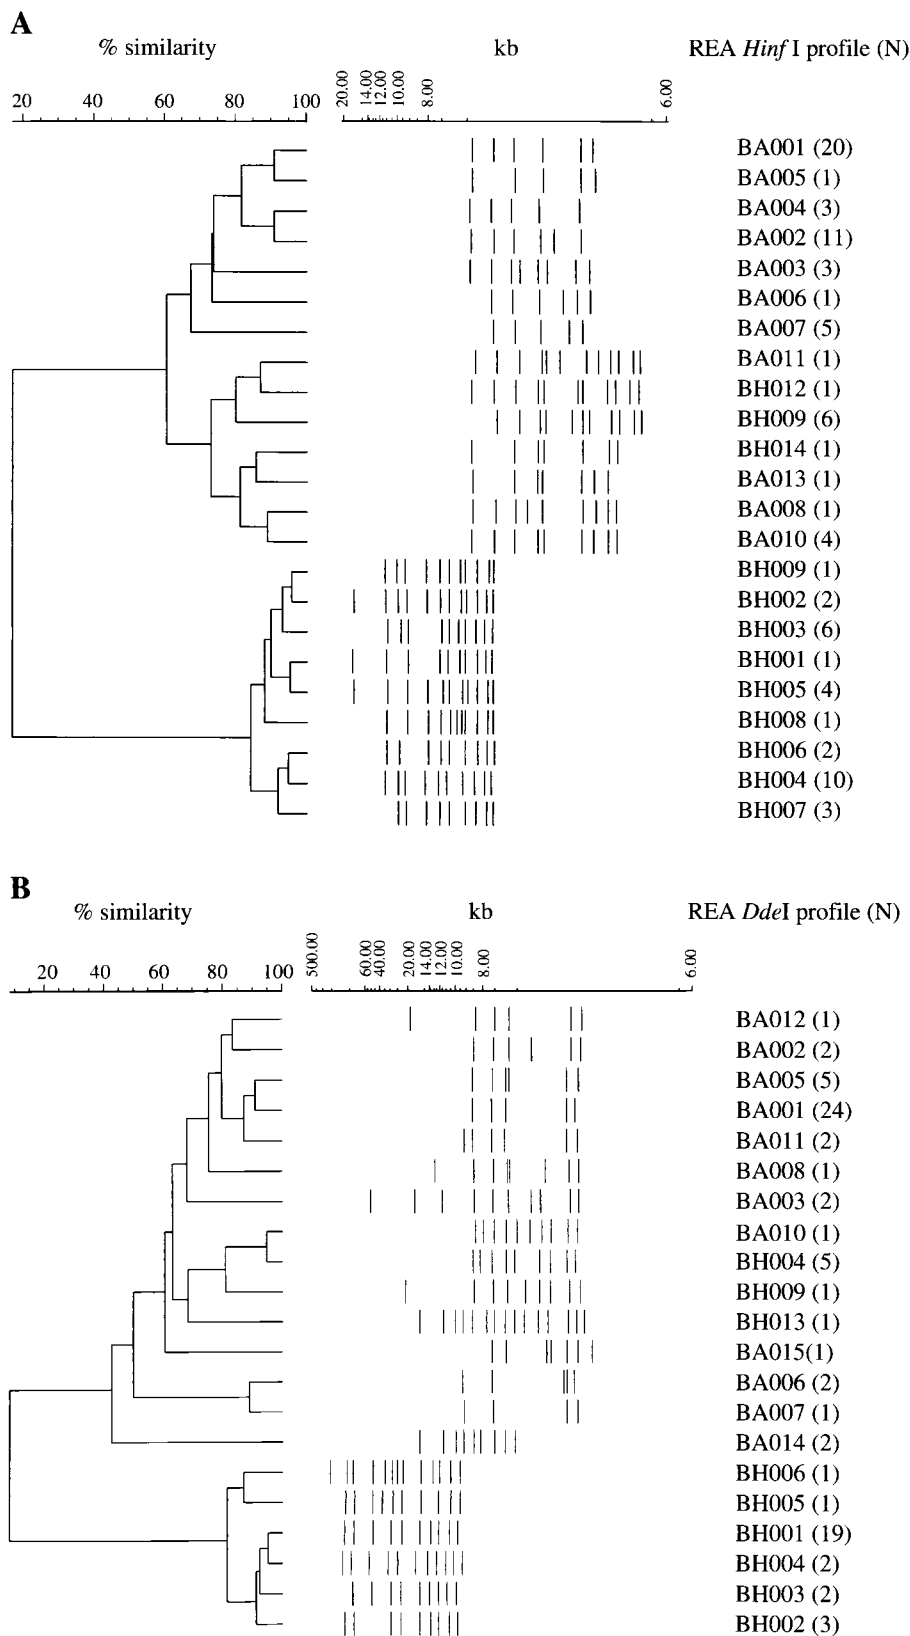 A
% similarity kb REA Hinf I profile (N)
20 40 60 80 100 20.00 14.00 12.00 10.00 8.00 6.00
BA001 (20)
BA005 (1)
BA004 (3)
BA002 (11)
BA003 (3)
BA006 (1)
BA007 (5)
BA011 (1)
BH012 (1)
BH009 (6)
BH014 (1)
BA013 (1)
BA008 (1)
BA010 (4)
BH009 (1)
BH002 (2)
BH003 (6)
BH001 (1)
BH005 (4)
BH008 (1)
BH006 (2)
BH004 (10)
BH007 (3)
B
% similarity kb REA DdeI profile (N)
20 40 60 80 100 500.00 60.00 40.00 20.00 14.00 12.00 10.00 8.00 6.00
BA012 (1)
BA002 (2)
BA005 (5)
BA001 (24)
BA011 (2)
BA008 (1)
BA003 (2)
BA010 (1)
BH004 (5)
BH009 (1)
BH013 (1)
BA015(1)
BA006 (2)
BA007 (1)
BA014 (2)
BH006 (1)
BH005 (1)
BH001 (19)
BH004 (2)
BH003 (2)
BH002 (3)